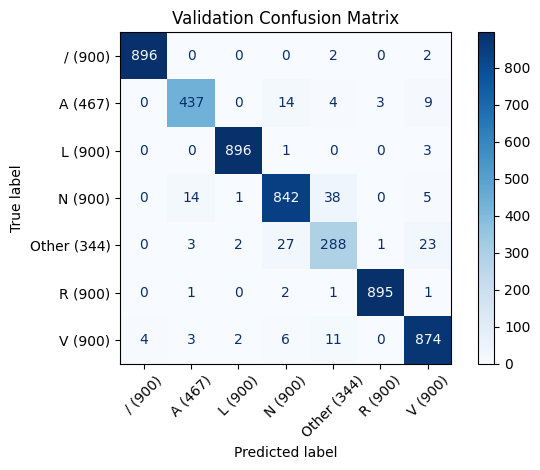 Validation Confusion Matrix
/ (900) 896 0 0 0 2 0 2
A (467) 0 437 0 14 4 3 9
L (900) 0 0 896 1 0 0 3
N (900) 0 14 1 842 38 0 5
Other (344) 0 3 2 27 288 1 23
R (900) 0 1 0 2 1 895 1
V (900) 4 3 2 6 11 0 874
True label
/ (900) A (467) L (900) N (900) Other (344) R (900) V (900)
Predicted label
800
700
600
500
400
300
200
100
0